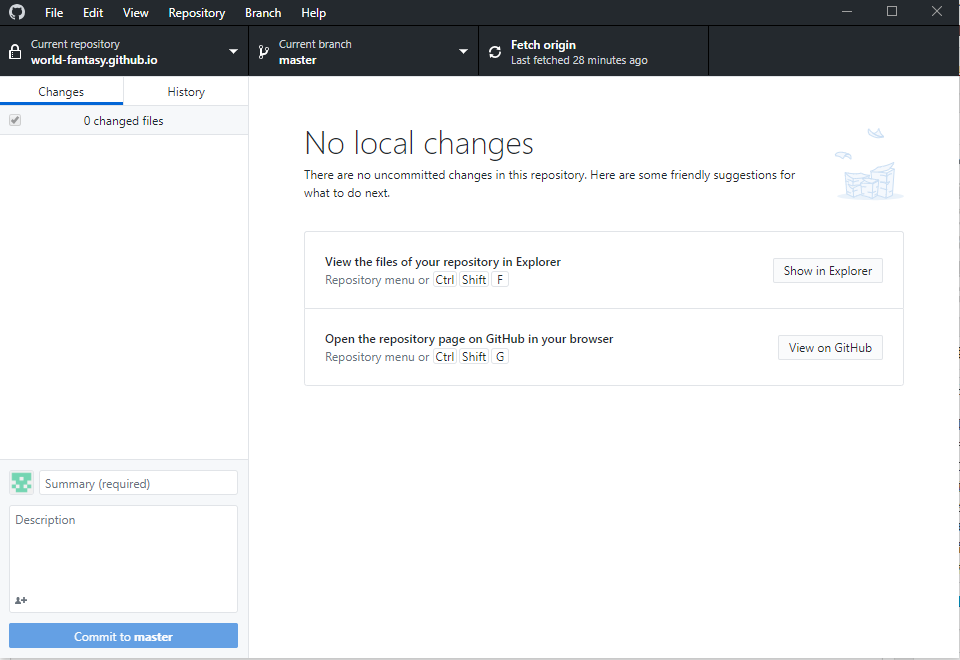 File Edit View Repository Branch Help
Current repository
world-fantasy.github.io
Current branch
master
Fetch origin
Last fetched 28 minutes ago
Changes History
0 changed files
No local changes
There are no uncommitted changes in this repository. Here are some friendly suggestions for
what to do next.
View the files of your repository in Explorer
Repository menu or Ctrl Shift F
Show in Explorer
Open the repository page on GitHub in your browser
Repository menu or Ctrl Shift G
View on GitHub
Summary (required)
Description
Commit to master